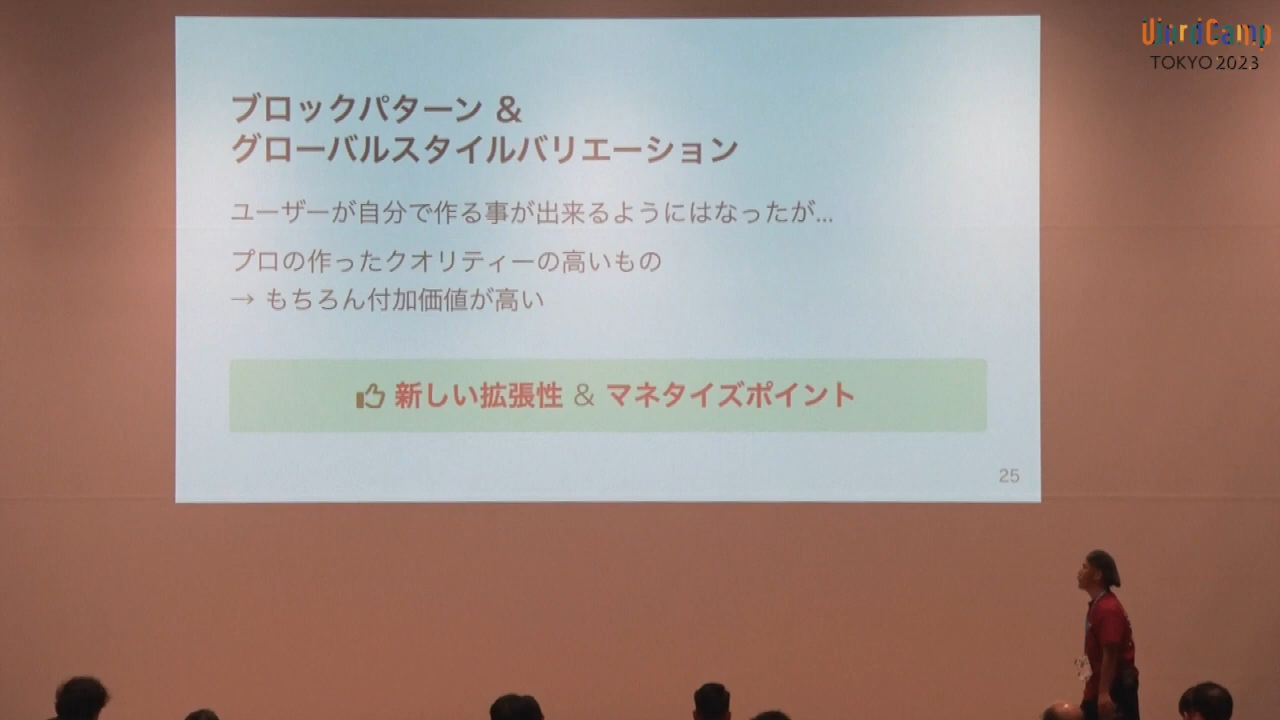 WordCamp
TOKYO 2023
ブロックパターン &
グローバルスタイルバリエーション
ユーザーが自分で作る事が出来るようにはなったが...
プロの作ったクオリティーの高いもの
→ もちろん付加価値が高い
新しい拡張性 & マネタイズポイント
25